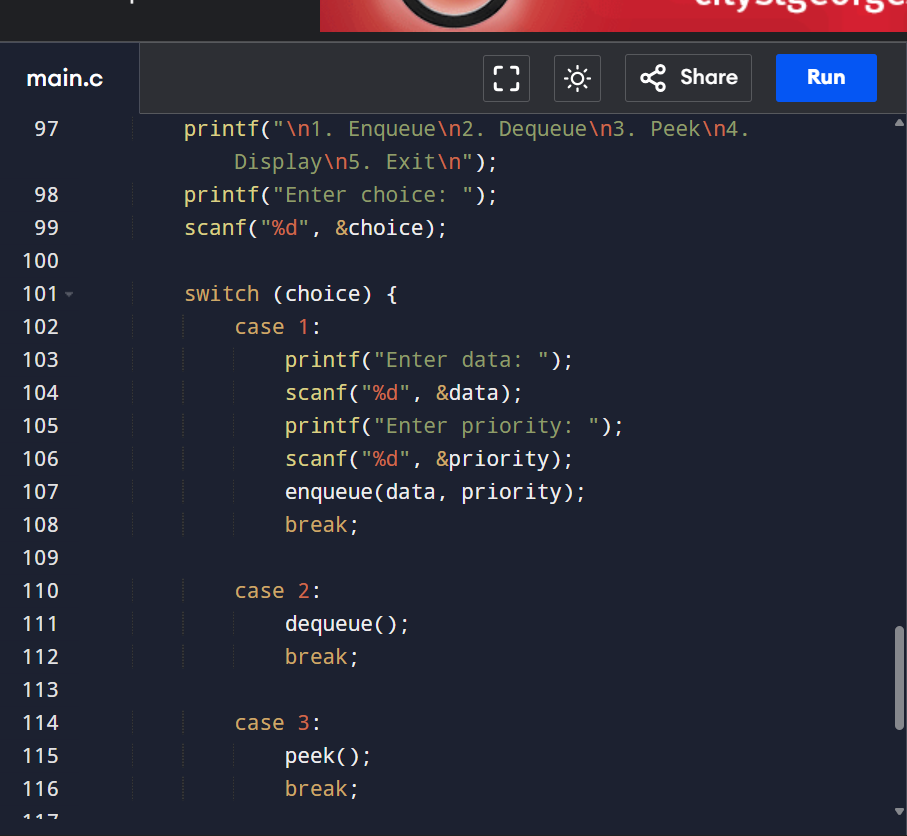 main.c
Share
Run
97 printf("\n1. Enqueue\n2. Dequeue\n3. Peek\n4.
Display\n5. Exit\n");
98 printf("Enter choice: ");
99 scanf("%d", &choice);
100
101 switch (choice) {
102 case 1:
103 printf("Enter data: ");
104 scanf("%d", &data);
105 printf("Enter priority: ");
106 scanf("%d", &priority);
107 enqueue(data, priority);
108 break;
109
110 case 2:
111 dequeue();
112 break;
113
114 case 3:
115 peek();
116 break;
117